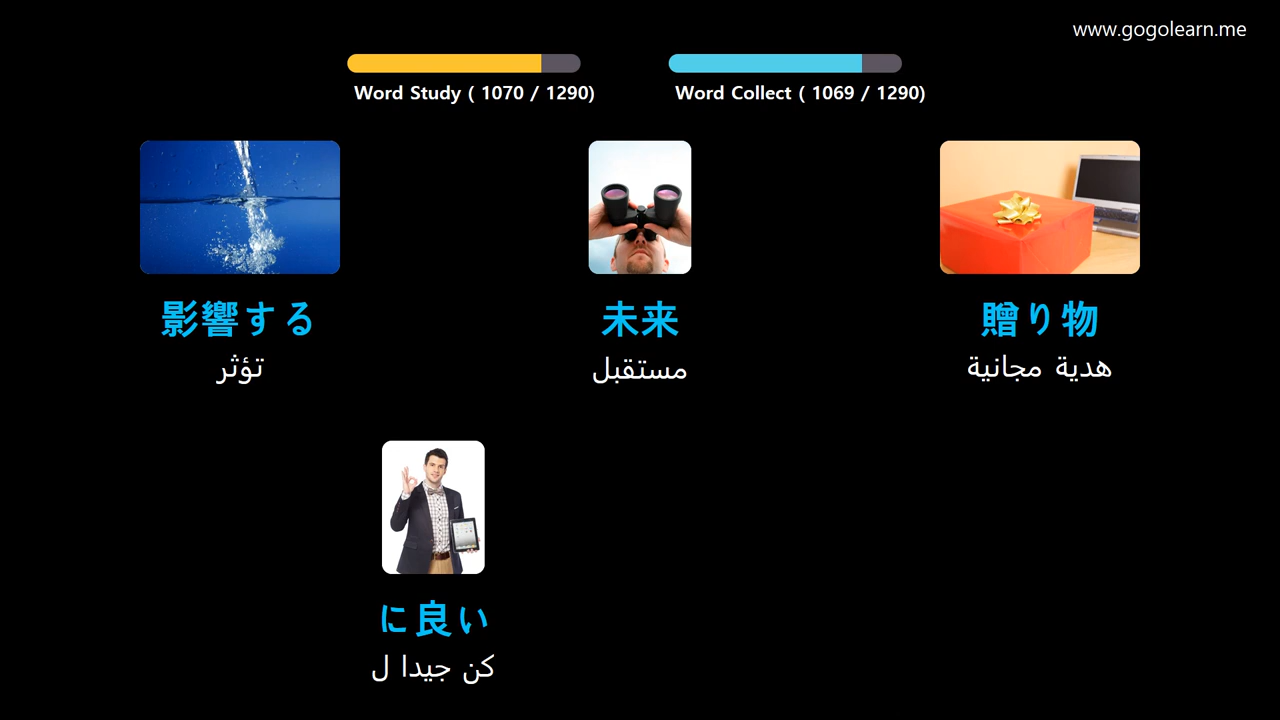 www.gogolearn.me
Word Study ( 1070 / 1290)
Word Collect ( 1069 / 1290)
影響する
تؤثر
未来
مستقبل
贈り物
هدية مجانية
に良い
كن جيدا ل